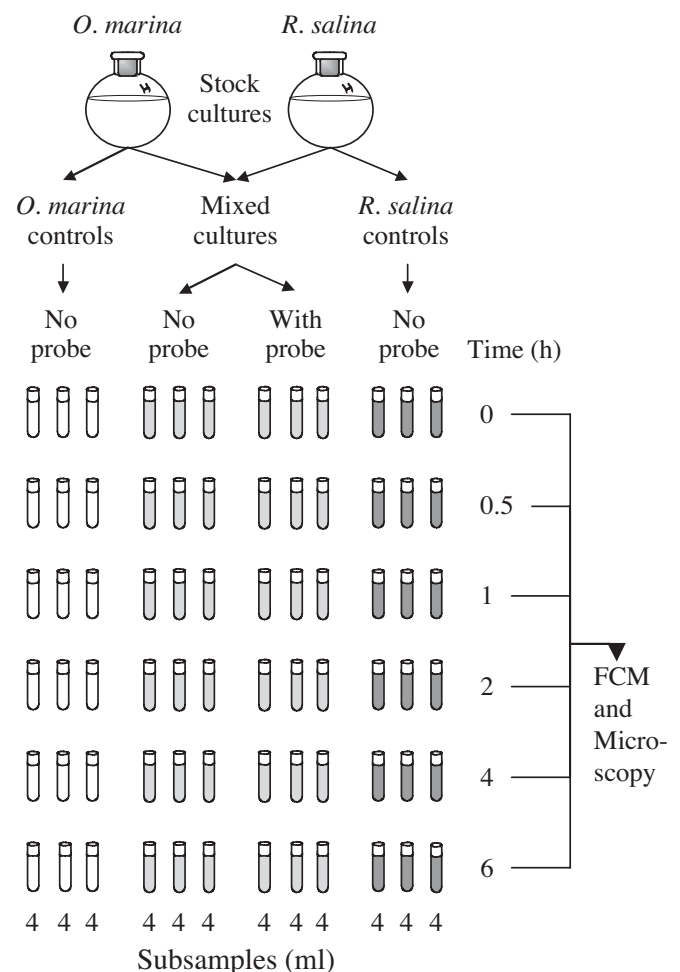 O. marina R. salina
Stock
cultures
O. marina
controls
Mixed
cultures
R. salina
controls
No
probe
No
probe
With
probe
No
probe
Time (h)
0
0.5
1
2
4
6
FCM
and
Micro-
scopy
4 4 4 4 4 4 4 4 4 4 4 4
Subsamples (ml)